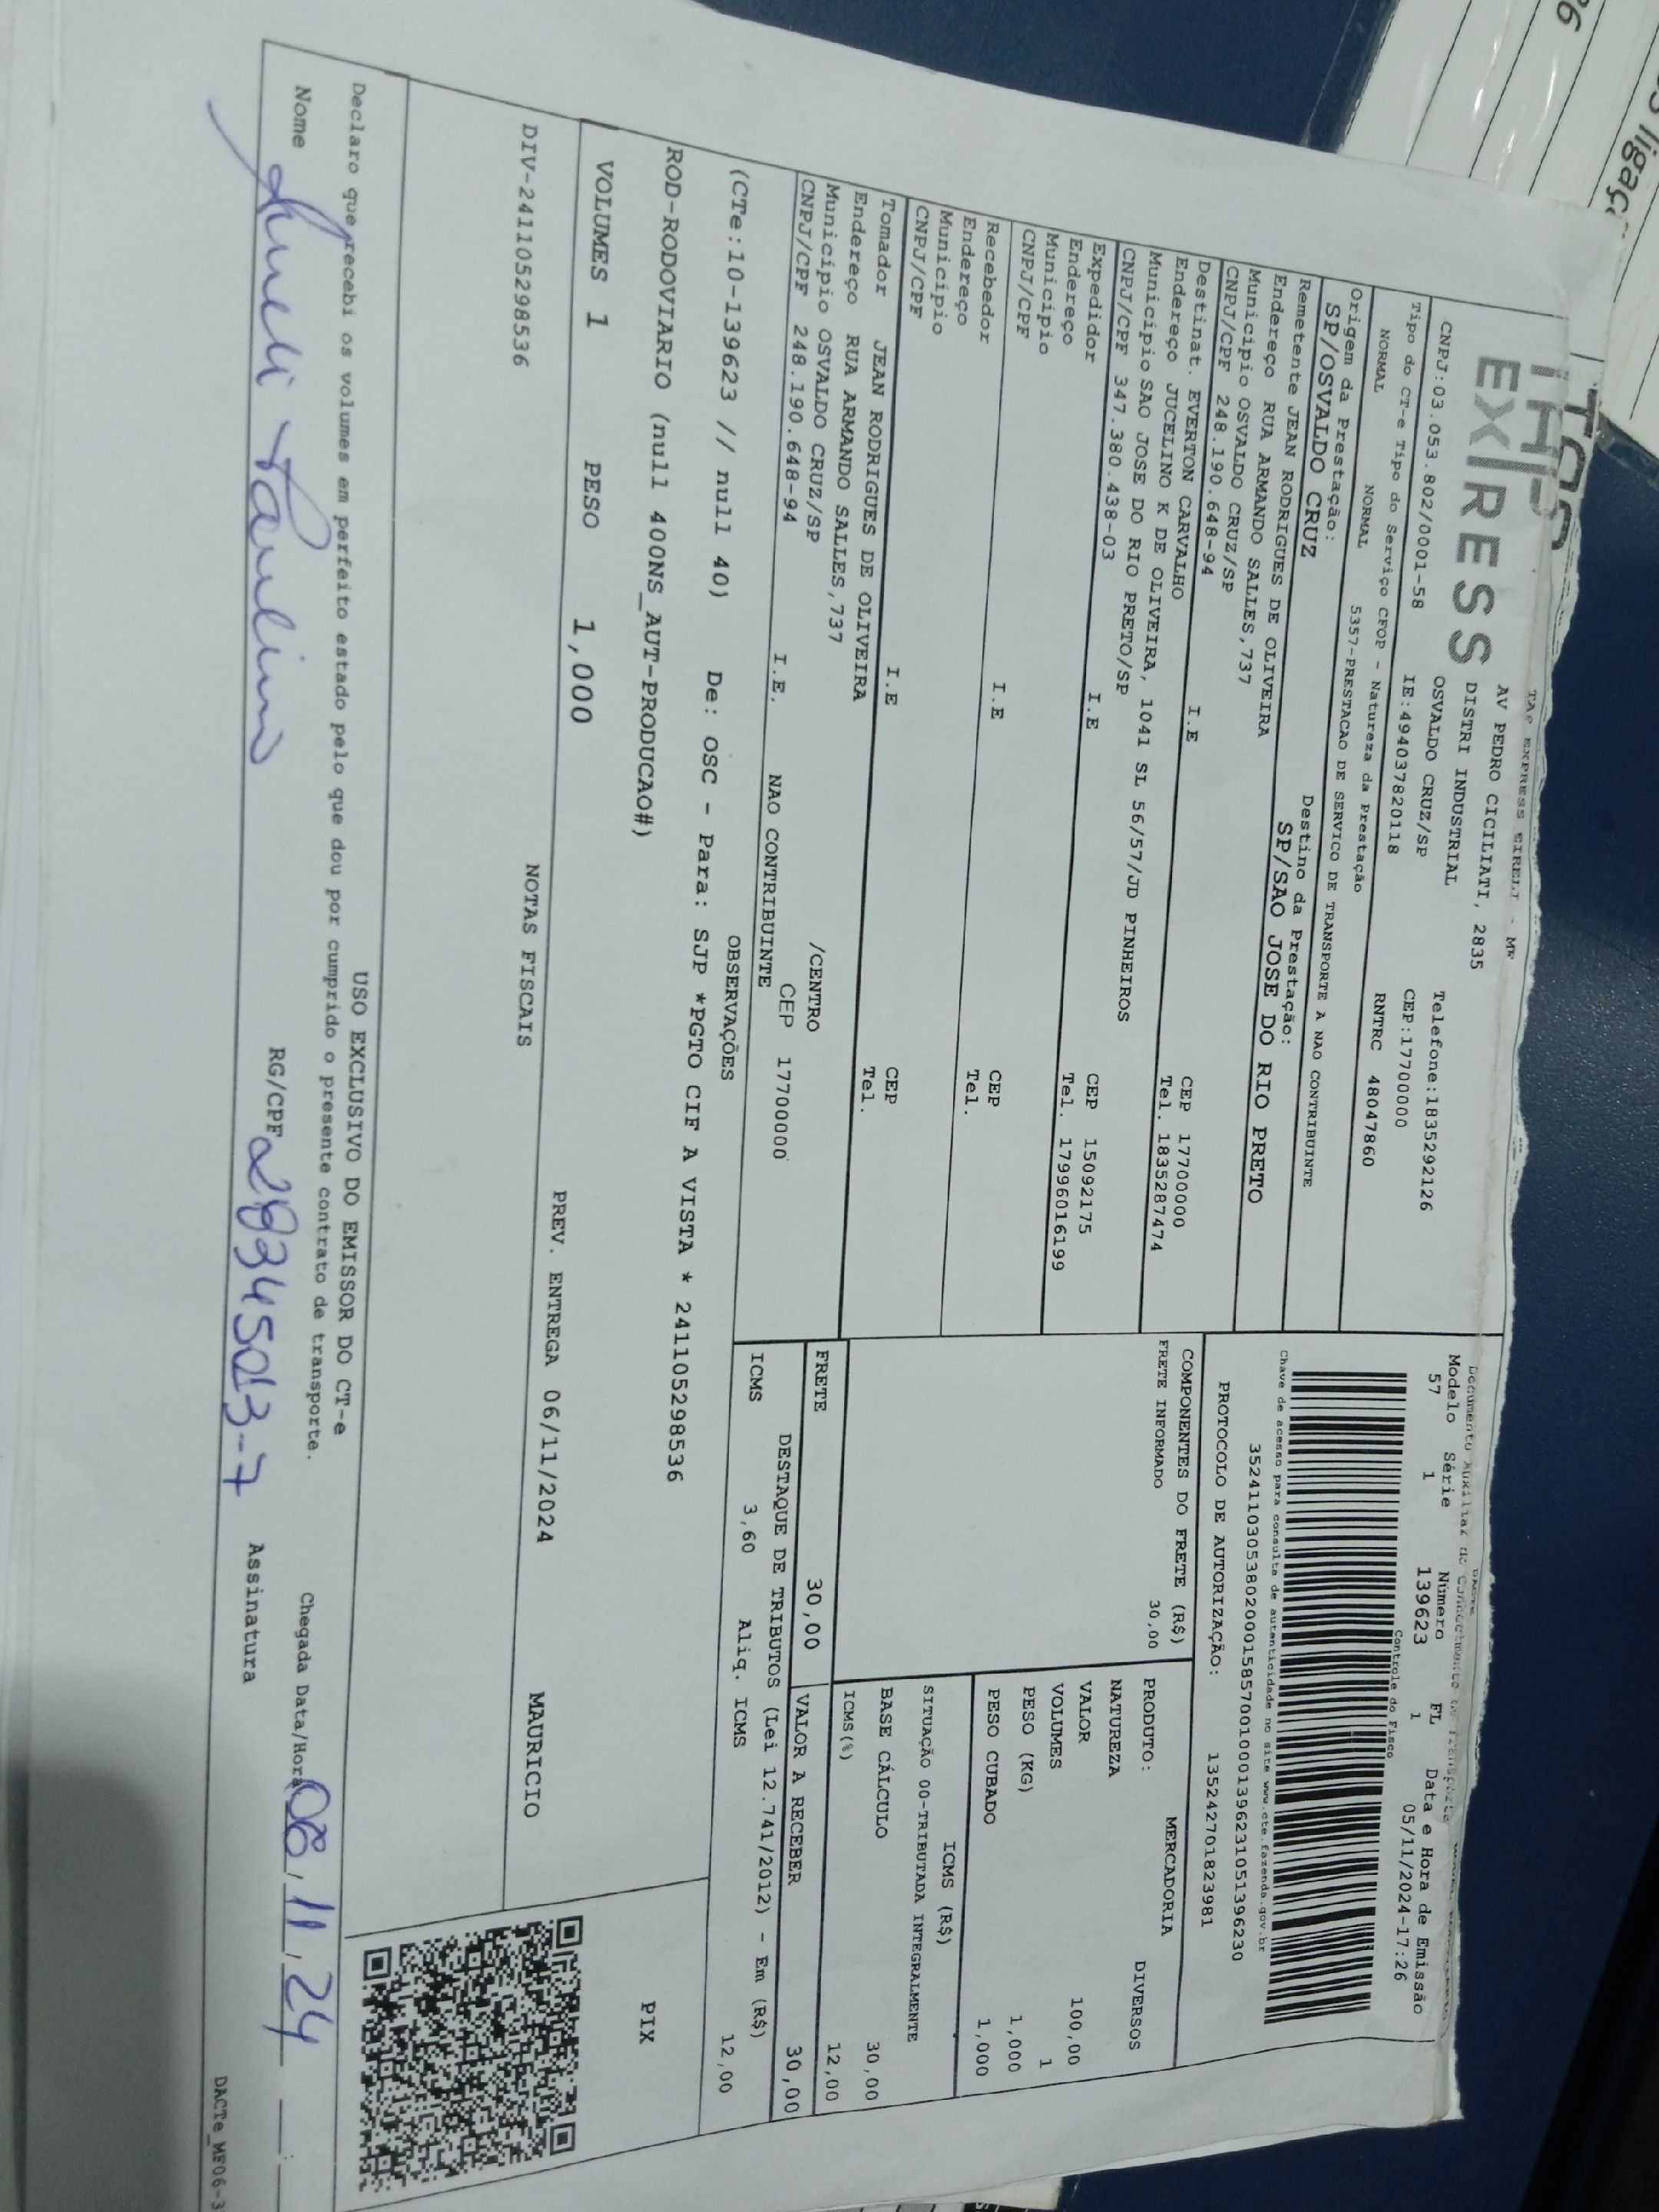 EX/RESS
TAP EXPRESS EIRELI - MF
AV PEDRO CICILIATI, 2835
DISTRI INDUSTRIAL
OSVALDO CRUZ/SP
CNPJ:03.053.802/0001-58 IE:494037820118
Telefone:1835292126
CEP:17700000
RNTRC 48047860
Tipo do CT-e Tipo do Serviço CFOP - Natureza da Prestação
NORMAL NORMAL 5357-PRESTACAO DE SERVICO DE TRANSPORTE A NAO CONTRIBUINTE
Origem da Prestação: Destino da Prestação:
SP/OSVALDO CRUZ SP/SAO JOSE DO RIO PRETO
Remetente JEAN RODRIGUES DE OLIVEIRA
Endereço RUA ARMANDO SALLES,737
Municipio OSVALDO CRUZ/SP CEP 17700000
CNPJ/CPF 248.190.648-94 I.E Tel. 1835287474
Destinat. EVERTON CARVALHO
Endereço JUCELINO K DE OLIVEIRA, 1041 SL 56/57/JD PINHEIROS
Municipio SAO JOSE DO RIO PRETO/SP CEP 15092175
CNPJ/CPF 347.380.438-03 I.E Tel. 17996016199
Expedidor
Endereço
Municipio CEP
CNPJ/CPF I.E Tel.
Recebedor
Endereço
Municipio CEP
CNPJ/CPF I.E Tel.
Tomador JEAN RODRIGUES DE OLIVEIRA
Endereço RUA ARMANDO SALLES,737 /CENTRO
Municipio OSVALDO CRUZ/SP CEP 17700000
CNPJ/CPF 248.190.648-94 I.E. NAO CONTRIBUINTE
Documento Auxiliar do Conhecimento de Transporte
Modelo Série Número FL Data e Hora de Emissão
57 1 139623 1 05/11/2024-17:26
Controle do Fisco
Chave de acesso para consulta de autenticidade no site www.cte.fazenda.gov.br
35241103053802000158570010001396231051396230
PROTOCOLO DE AUTORIZAÇÃO: 135242701823981
COMPONENTES DO FRETE (R$)
FRETE INFORMADO 30,00
MERCADORIA
PRODUTO: DIVERSOS
NATUREZA
VALOR 100,00
VOLUMES 1
PESO (KG) 1,000
PESO CUBADO 1,000
ICMS (R$)
SITUAÇÃO 00-TRIBUTADA INTEGRALMENTE
BASE CÁLCULO 30,00
ICMS(%) 12,00
FRETE 30,00 VALOR A RECEBER 30,00
DESTAQUE DE TRIBUTOS (Lei 12.741/2012) - Em (R$)
ICMS 3,60 Aliq. ICMS 12,00
OBSERVAÇÕES
(CTe:10-139623 // null 40) De: OSC - Para: SJP *PGTO CIF A VISTA * 241105298536
ROD-RODOVIARIO (null 400NS_AUT-PRODUCAO#)
PIX
VOLUMES 1 PESO 1,000 PREV. ENTREGA 06/11/2024 MAURICIO
NOTAS FISCAIS
DIV-241105298536
USO EXCLUSIVO DO EMISSOR DO CT-e
Declaro que recebi os volumes em perfeito estado pelo que dou por cumprido o presente contrato de transporte.
Nome Sueli Paulino RG/CPF 28345013-7 Assinatura Chegada Data/Hora 08,11,24
DACTe_MF06-3